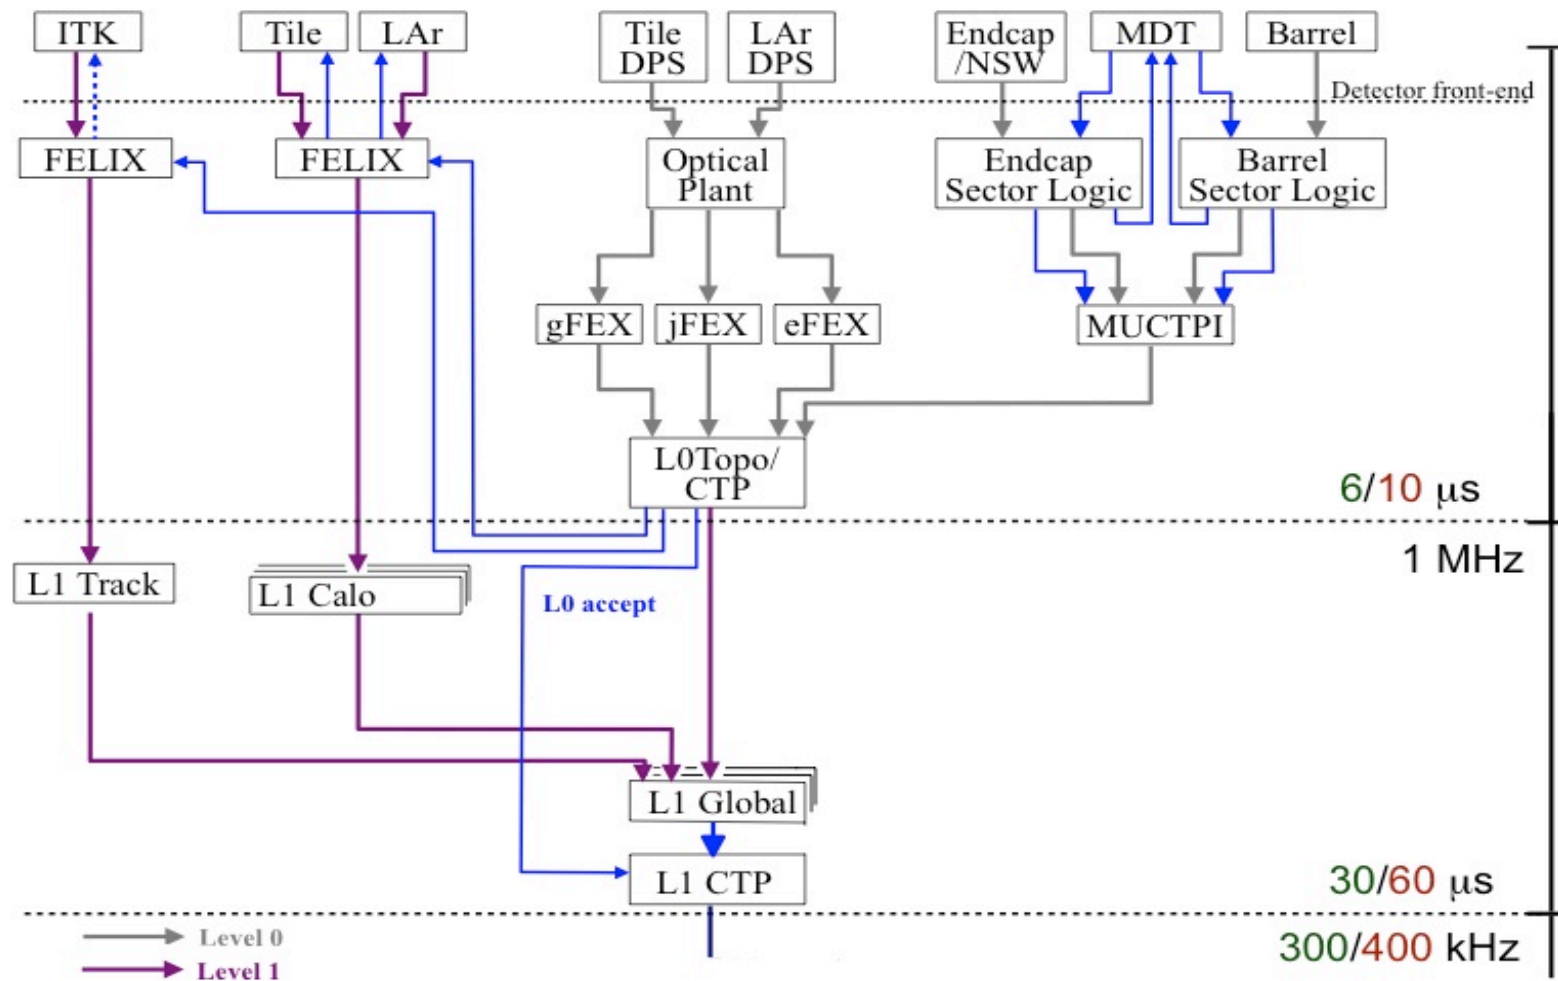 ITK
Tile
LAr
Tile
DPS
LAr
DPS
Endcap
/NSW
MDT
Barrel
Detector front-end
FELIX
FELIX
Optical
Plant
Endcap
Sector Logic
Barrel
Sector Logic
gFEX
jFEX
eFEX
MUCTPI
L0Topo/
CTP
6/10 μs
1 MHz
L1 Track
L1 Calo
L0 accept
L1 Global
L1 CTP
30/60 μs
300/400 kHz
Level 0
Level 1